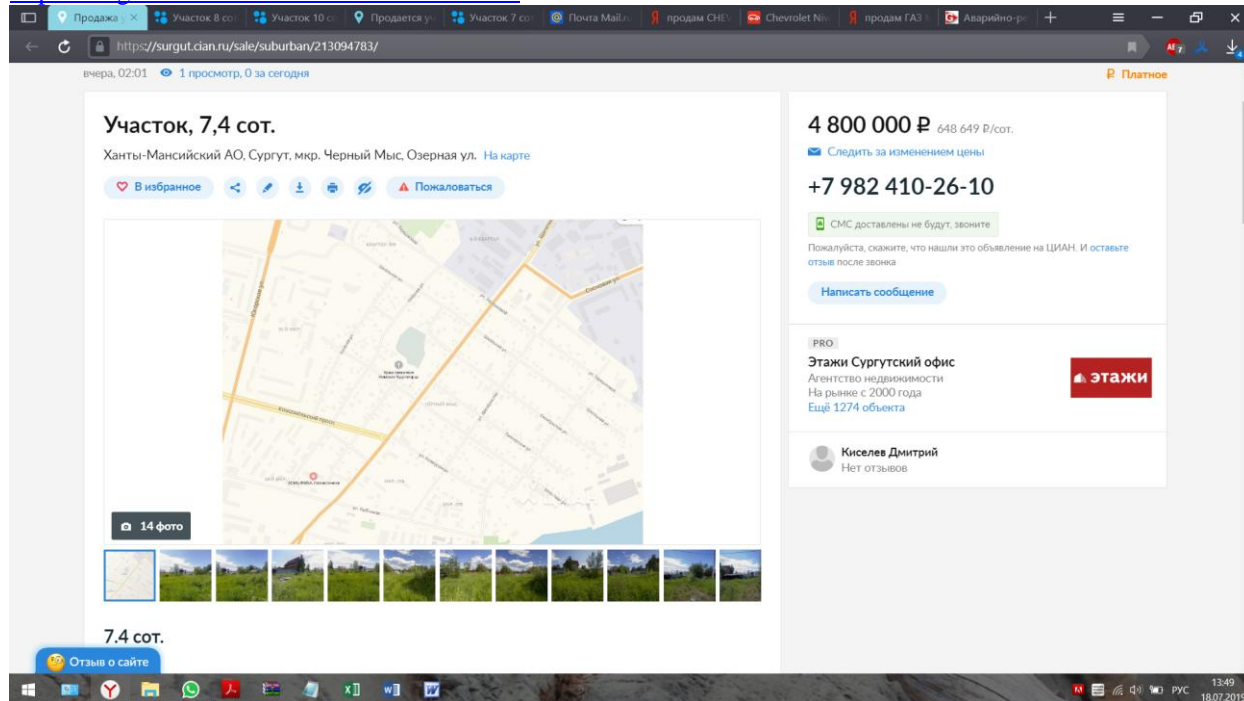 Продажа у
Участок 8 сот
Участок 10 со
Продается уч
Участок 7 сот
Почта Mail.ru
продам CHEV
Chevrolet Niv
продам ГАЗ
Аварийно-ре
https://surgut.cian.ru/sale/suburban/213094783/
вчера, 02:01 1 просмотр, 0 за сегодня
₽ Платное
Участок, 7,4 сот.
Ханты-Мансийский АО, Сургут, мкр. Черный Мыс, Озерная ул. На карте
В избранное
Пожаловаться
14 фото
7.4 сот.
4 800 000 ₽ 648 649 ₽/сот.
Следить за изменением цены
+7 982 410-26-10
СМС доставлены не будут, звоните
Пожалуйста, скажите, что нашли это объявление на ЦИАН. И оставьте
отзыв после звонка
Написать сообщение
PRO
Этажи Сургутский офис
Агентство недвижимости
На рынке с 2000 года
Ещё 1274 объекта
этажи
Киселев Дмитрий
Нет отзывов
Отзыв о сайте
РУС
13:49
18.07.2019